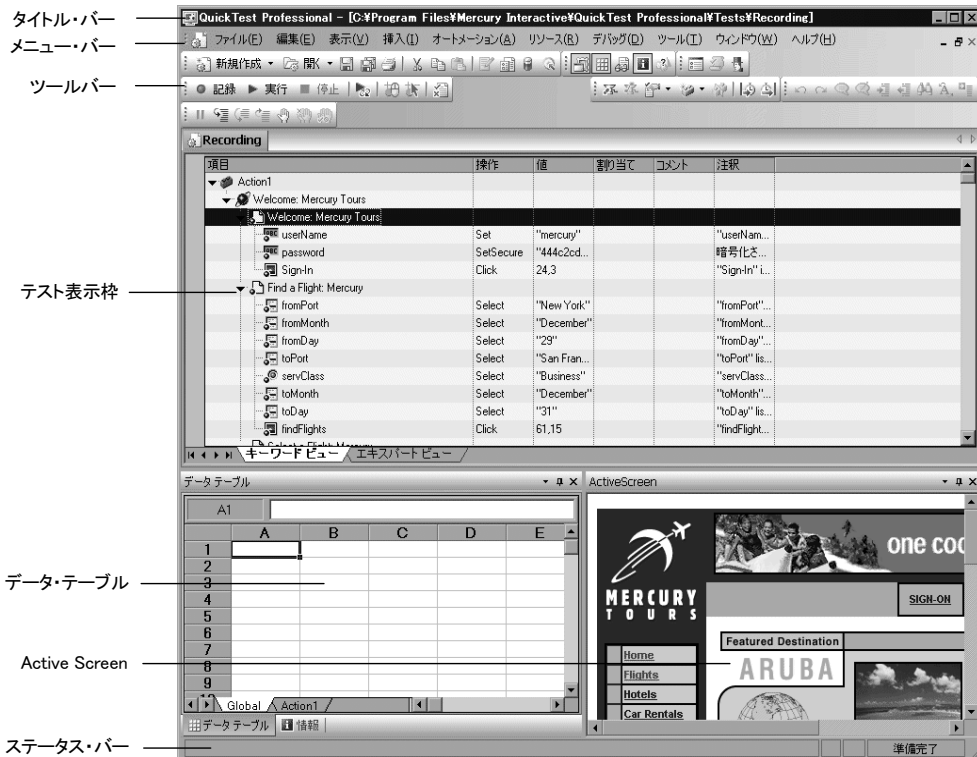 タイトル・バー
QuickTest Professional - [C:¥Program Files¥Mercury Interactive¥QuickTest Professional¥Tests¥Recording]
メニュー・バー
ファイル(F) 編集(E) 表示(V) 挿入(I) オートメーション(A) リソース(R) デバッグ(D) ツール(T) ウィンドウ(W) ヘルプ(H)
新規作成 開く
ツールバー
記録 実行 停止
Recording
項目 操作 値 割り当て コメント 注釈
Action1
Welcome: Mercury Tours
Welcome: Mercury Tours
userName Set "mercury" "userNam...
password SetSecure "444c2cd... 暗号化さ...
Sign-In Click 24,3 "Sign-In" i...
テスト表示枠
Find a Flight: Mercury
fromPort Select "New York" "fromPort"...
fromMonth Select "December" "fromMont...
fromDay Select "29" "fromDay"...
toPort Select "San Fran... "toPort" lis...
servClass Select "Business" "servClass...
toMonth Select "December" "toMonth"...
toDay Select "31" "toDay" lis...
findFlights Click 61,15 "findFlight...
Select a Flight: Mercury
キーワード ビュー エキスパート ビュー
データ テーブル
ActiveScreen
A1
A B C D E
1
2
3
4
5
6
7
8
9
10
データ・テーブル
Active Screen
Global Action1
データ テーブル 情報
one coo
MERCURY
TOURS
SIGN-ON
Featured Destination
ARUBA
Home
Flights
Hotels
Car Rentals
ステータス・バー
準備完了